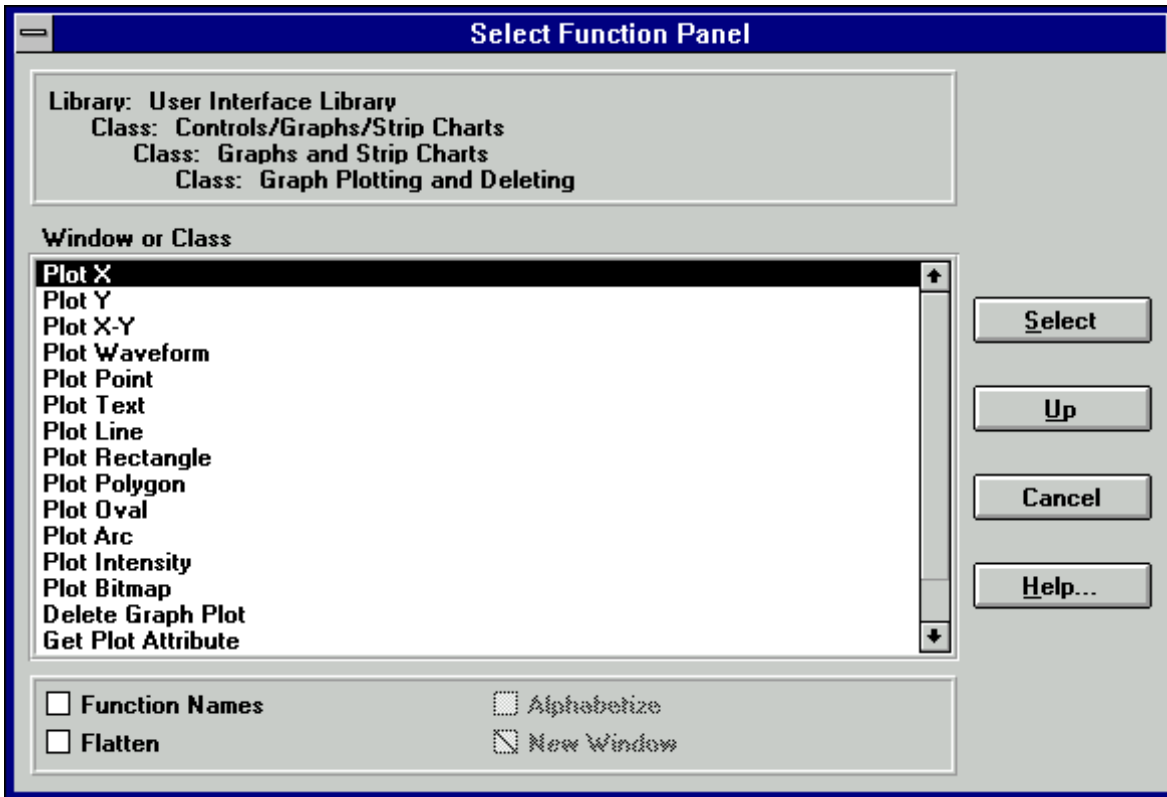 Select Function Panel
Library: User Interface Library
Class: Controls/Graphs/Strip Charts
Class: Graphs and Strip Charts
Class: Graph Plotting and Deleting
Window or Class
Plot X
Plot Y
Plot X-Y
Plot Waveform
Plot Point
Plot Text
Plot Line
Plot Rectangle
Plot Polygon
Plot Oval
Plot Arc
Plot Intensity
Plot Bitmap
Delete Graph Plot
Get Plot Attribute
Select
Up
Cancel
Help...
Function Names
Alphabetize
Flatten
New Window